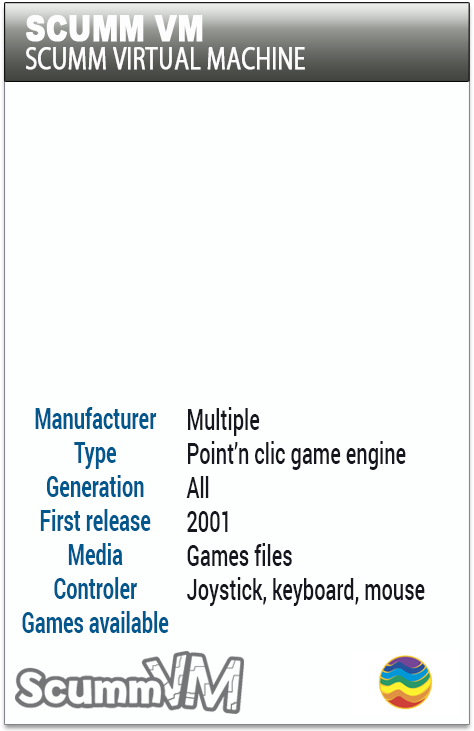 SCUMM VM
SCUMM VIRTUAL MACHINE
Manufacturer Multiple
Type Point’n clic game engine
Generation All
First release 2001
Media Games files
Controler Joystick, keyboard, mouse
Games available
ScummVM